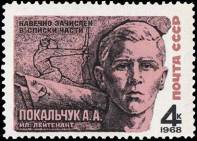 НАВЕЧНО ЗАЧИСЛЕН
В СПИСКИ ЧАСТИ
ПОКАЛЬЧУК А.А.
МЛ. ЛЕЙТЕНАНТ
ПОЧТА СССР
4К
1968